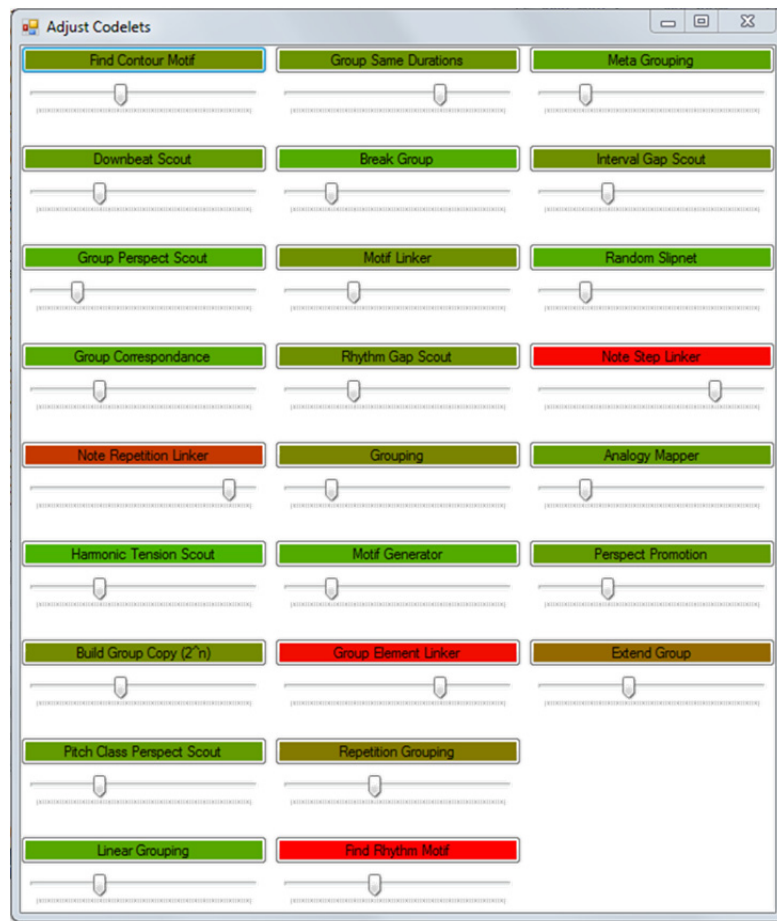 Adjust Codelets
Find Contour Motif
Group Same Durations
Meta Grouping
Downbeat Scout
Break Group
Interval Gap Scout
Group Perspect Scout
Motif Linker
Random Slipnet
Group Correspondance
Rhythm Gap Scout
Note Step Linker
Note Repetition Linker
Grouping
Analogy Mapper
Harmonic Tension Scout
Motif Generator
Perspect Promotion
Build Group Copy (2^n)
Group Element Linker
Extend Group
Pitch Class Perspect Scout
Repetition Grouping
Linear Grouping
Find Rhythm Motif